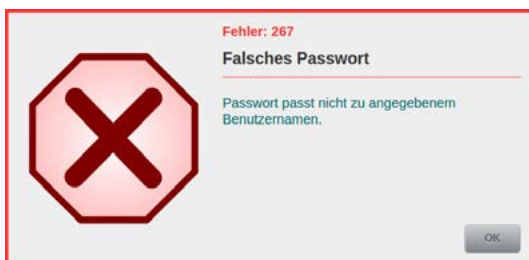 Fehler: 267
Falsches Passwort
Passwort passt nicht zu angegebenem
Benutzernamen.
OK